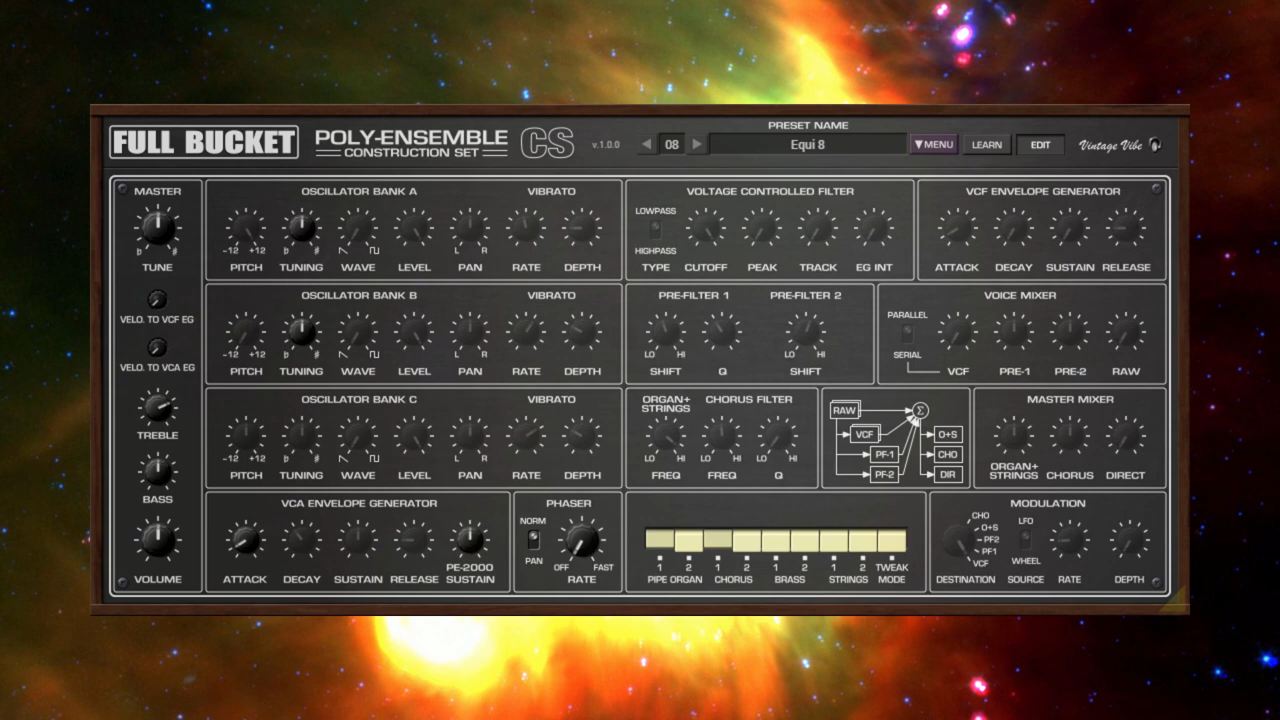 FULL BUCKET
POLY-ENSEMBLE CS
CONSTRUCTION SET
v.1.0.0
PRESET NAME
◀ 08 ▶ Equi 8
▼MENU LEARN EDIT
Vintage Vibe
MASTER
♭ ♯
TUNE
VELO. TO VCF EG
VELO. TO VCA EG
TREBLE
BASS
VOLUME
OSCILLATOR BANK A VIBRATO
-12 +12 ♭ ♯ L R
PITCH TUNING WAVE LEVEL PAN RATE DEPTH
VOLTAGE CONTROLLED FILTER
LOWPASS
HIGHPASS
TYPE CUTOFF PEAK TRACK EG INT
VCF ENVELOPE GENERATOR
ATTACK DECAY SUSTAIN RELEASE
OSCILLATOR BANK B VIBRATO
-12 +12 ♭ ♯ L R
PITCH TUNING WAVE LEVEL PAN RATE DEPTH
PRE-FILTER 1 PRE-FILTER 2
LO HI LO HI
SHIFT Q SHIFT
VOICE MIXER
PARALLEL
SERIAL
VCF PRE-1 PRE-2 RAW
OSCILLATOR BANK C VIBRATO
-12 +12 ♭ ♯ L R
PITCH TUNING WAVE LEVEL PAN RATE DEPTH
ORGAN+
STRINGS
CHORUS FILTER
LO HI LO HI LO HI
FREQ FREQ Q
RAW Σ
VCF O+S
PF-1 CHO
PF-2 DIR
MASTER MIXER
ORGAN+
STRINGS CHORUS DIRECT
VCA ENVELOPE GENERATOR
PE-2000
ATTACK DECAY SUSTAIN RELEASE SUSTAIN
PHASER
NORM
PAN OFF FAST
RATE
1 2 1 2 1 2 1 2 TWEAK
PIPE ORGAN CHORUS BRASS STRINGS MODE
MODULATION
CHO
O+S
PF2
PF1
VCF
LFO
WHEEL
DESTINATION SOURCE RATE DEPTH